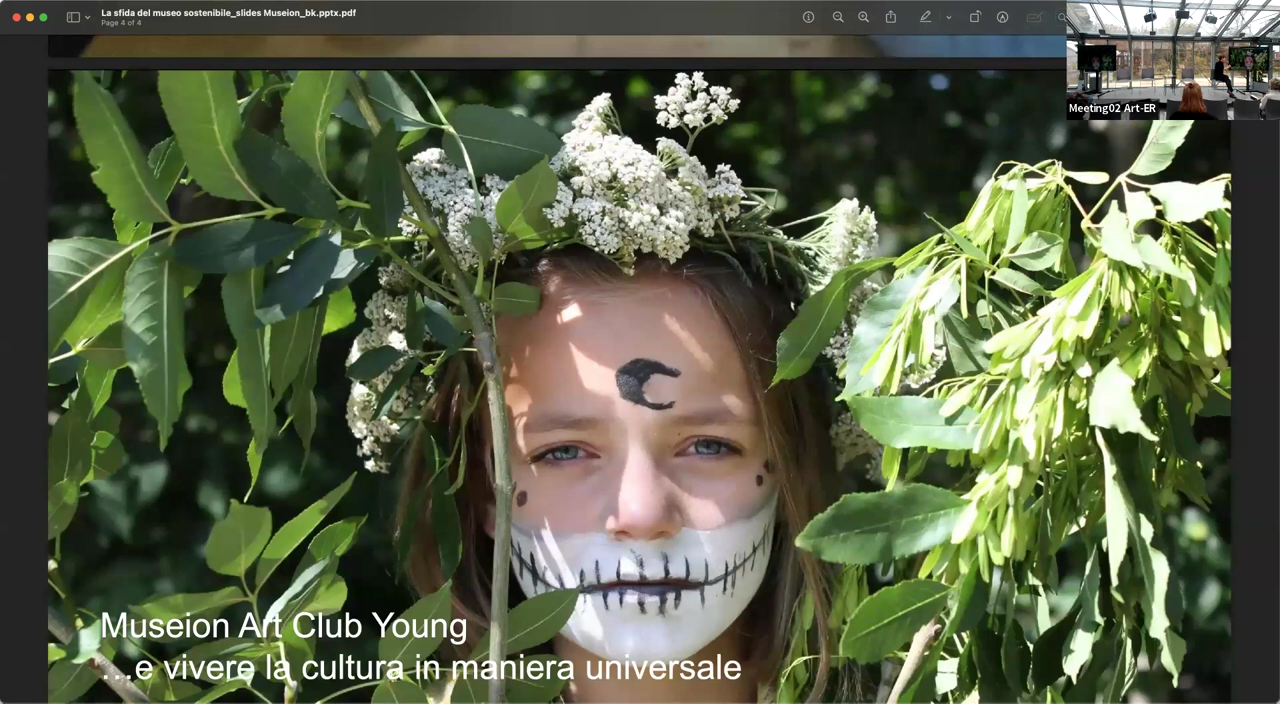 La sfida del museo sostenibile_slides Museion_bk.pptx.pdf
Page 4 of 4
Meeting02 Art-ER
Museion Art Club Young
...e vivere la cultura in maniera universale